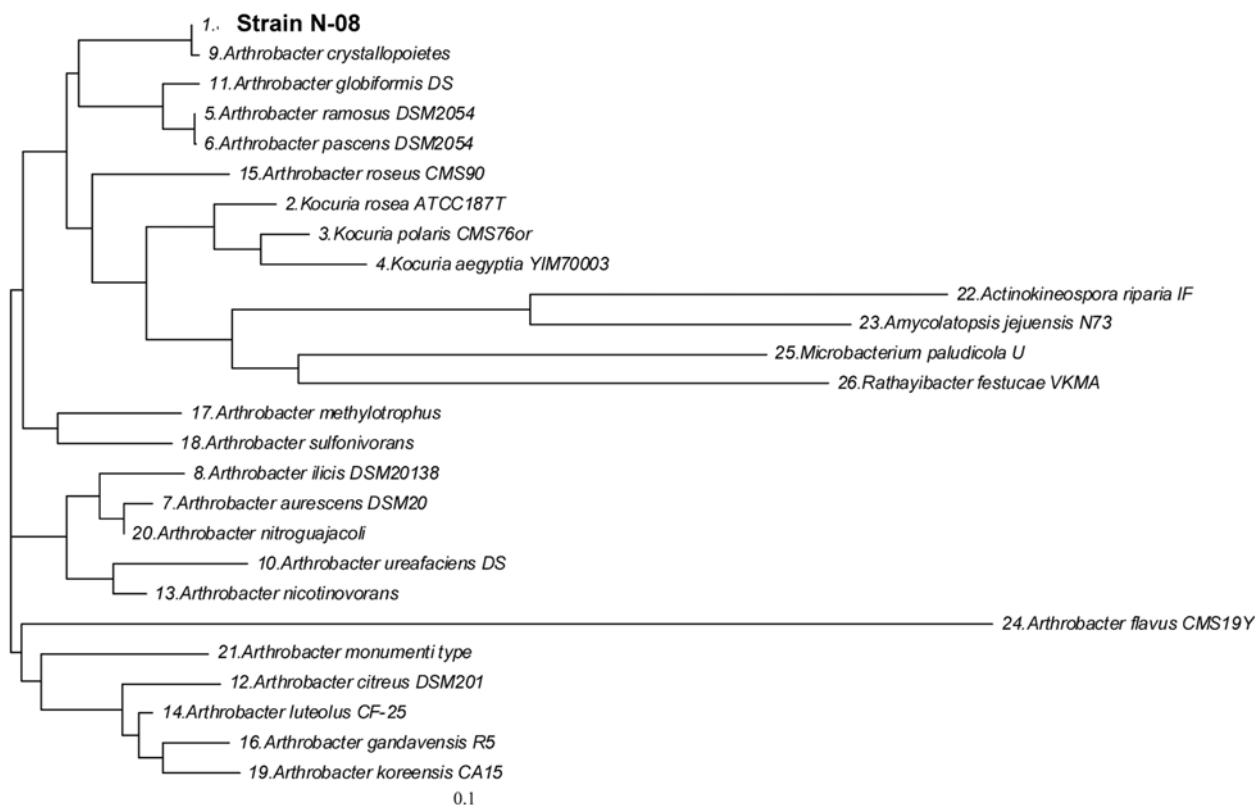 1. Strain N-08
9.Arthrobacter crystallopoietes
11.Arthrobacter globiformis DS
5.Arthrobacter ramosus DSM2054
6.Arthrobacter pascens DSM2054
15.Arthrobacter roseus CMS90
2.Kocuria rosea ATCC187T
3.Kocuria polaris CMS76or
4.Kocuria aegyptia YIM70003
22.Actinokineospora riparia IF
23.Amycolatopsis jejuensis N73
25.Microbacterium paludicola U
26.Rathayibacter festucae VKMA
17.Arthrobacter methylotrophus
18.Arthrobacter sulfonivorans
8.Arthrobacter ilicis DSM20138
7.Arthrobacter aurescens DSM20
20.Arthrobacter nitroguajacoli
10.Arthrobacter ureafaciens DS
13.Arthrobacter nicotinovorans
24.Arthrobacter flavus CMS19Y
21.Arthrobacter monumenti type
12.Arthrobacter citreus DSM201
14.Arthrobacter luteolus CF-25
16.Arthrobacter gandavensis R5
19.Arthrobacter koreensis CA15
0.1